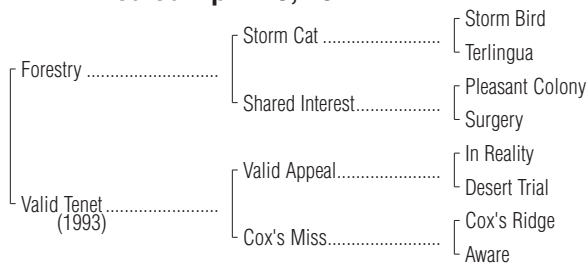 Storm Bird
Storm Cat
Terlingua
Forestry
Pleasant Colony
Shared Interest
Surgery
In Reality
Valid Appeal
Desert Trial
Valid Tenet
(1993)
Cox's Ridge
Cox's Miss
Aware